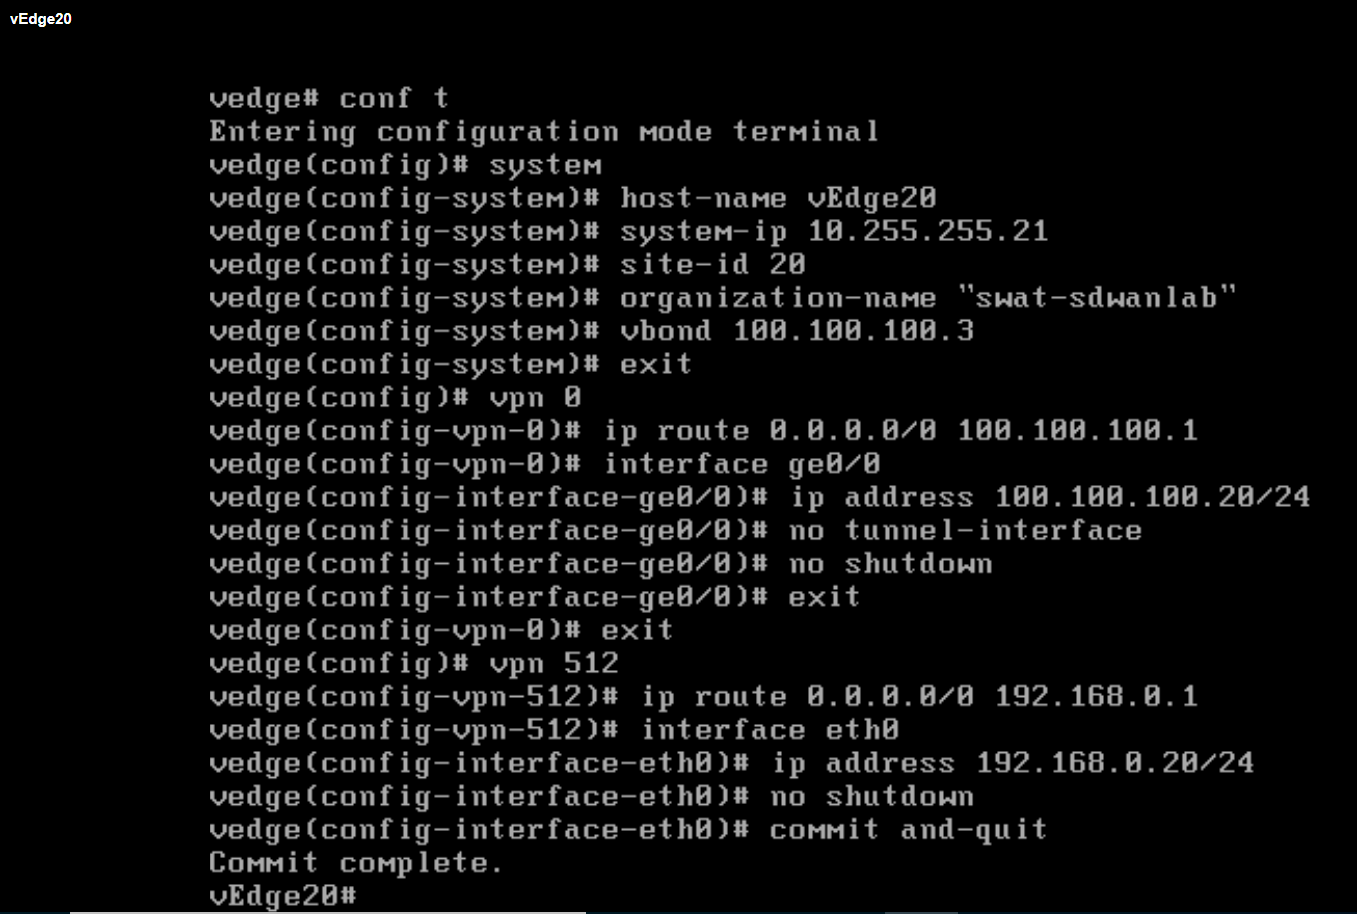 vEdge20
vedge# conf t
Entering configuration mode terminal
vedge(config)# system
vedge(config-system)# host-name vEdge20
vedge(config-system)# system-ip 10.255.255.21
vedge(config-system)# site-id 20
vedge(config-system)# organization-name "swat-sdwanlab"
vedge(config-system)# vbond 100.100.100.3
vedge(config-system)# exit
vedge(config)# vpn 0
vedge(config-vpn-0)# ip route 0.0.0.0/0 100.100.100.1
vedge(config-vpn-0)# interface ge0/0
vedge(config-interface-ge0/0)# ip address 100.100.100.20/24
vedge(config-interface-ge0/0)# no tunnel-interface
vedge(config-interface-ge0/0)# no shutdown
vedge(config-interface-ge0/0)# exit
vedge(config-vpn-0)# exit
vedge(config)# vpn 512
vedge(config-vpn-512)# ip route 0.0.0.0/0 192.168.0.1
vedge(config-vpn-512)# interface eth0
vedge(config-interface-eth0)# ip address 192.168.0.20/24
vedge(config-interface-eth0)# no shutdown
vedge(config-interface-eth0)# commit and-quit
Commit complete.
vEdge20#